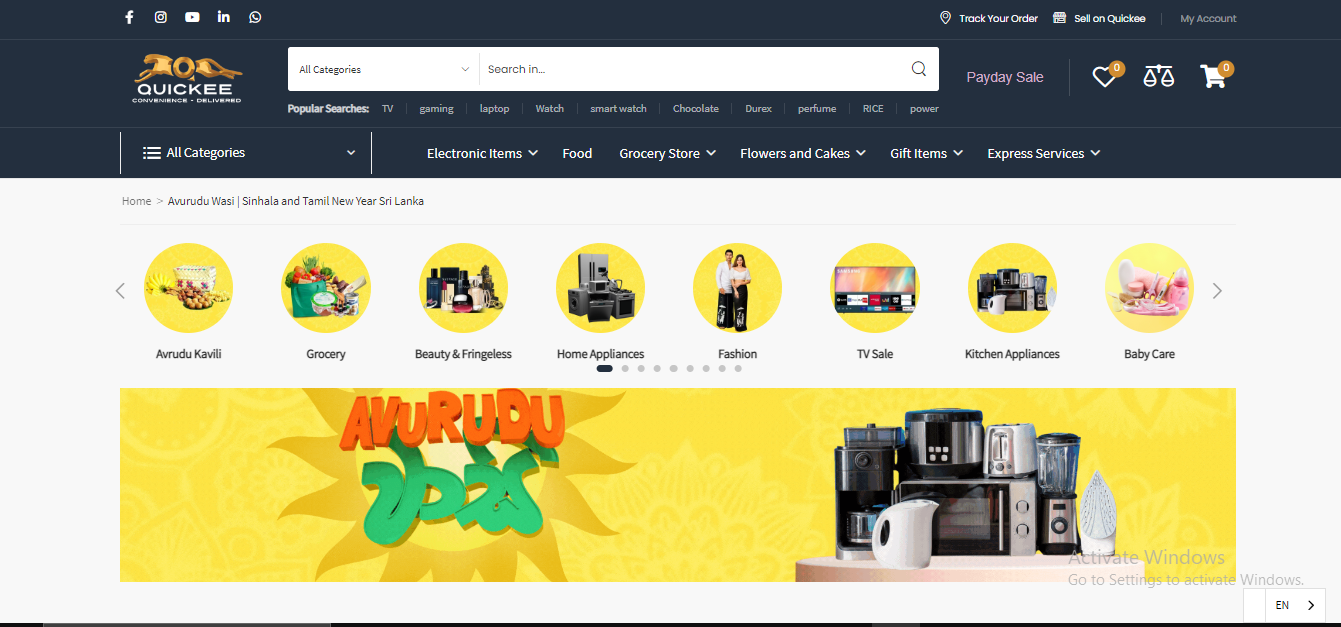 Track Your Order
Sell on Quickee
My Account
QUICKEE
CONVENIENCE - DELIVERED
All Categories
Search in...
Payday Sale
0
0
Popular Searches: TV gaming laptop Watch smart watch Chocolate Durex perfume RICE power
All Categories
Electronic Items Food Grocery Store Flowers and Cakes Gift Items Express Services
Home > Avurudu Wasi | Sinhala and Tamil New Year Sri Lanka
SAMSUNG
Avrudu Kavili
Grocery
Beauty & Fringeless
Home Appliances
Fashion
TV Sale
Kitchen Appliances
Baby Care
AVURUDU
වාසි
Activate Windows
Go to Settings to activate Windows.
EN